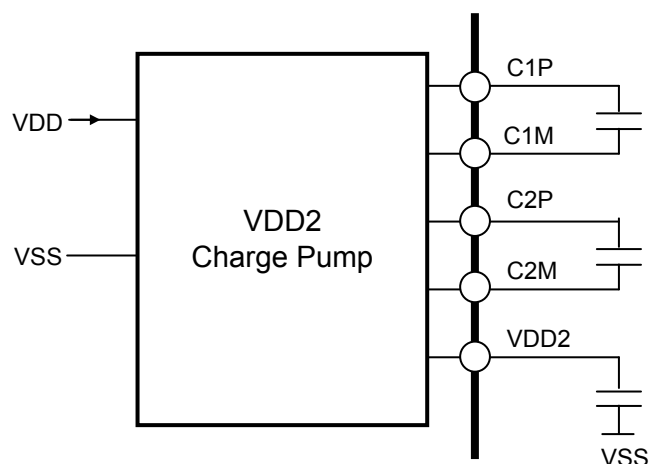 C1P
VDD
C1M
C2P
VDD2
Charge Pump
VSS
C2M
VDD2
VSS